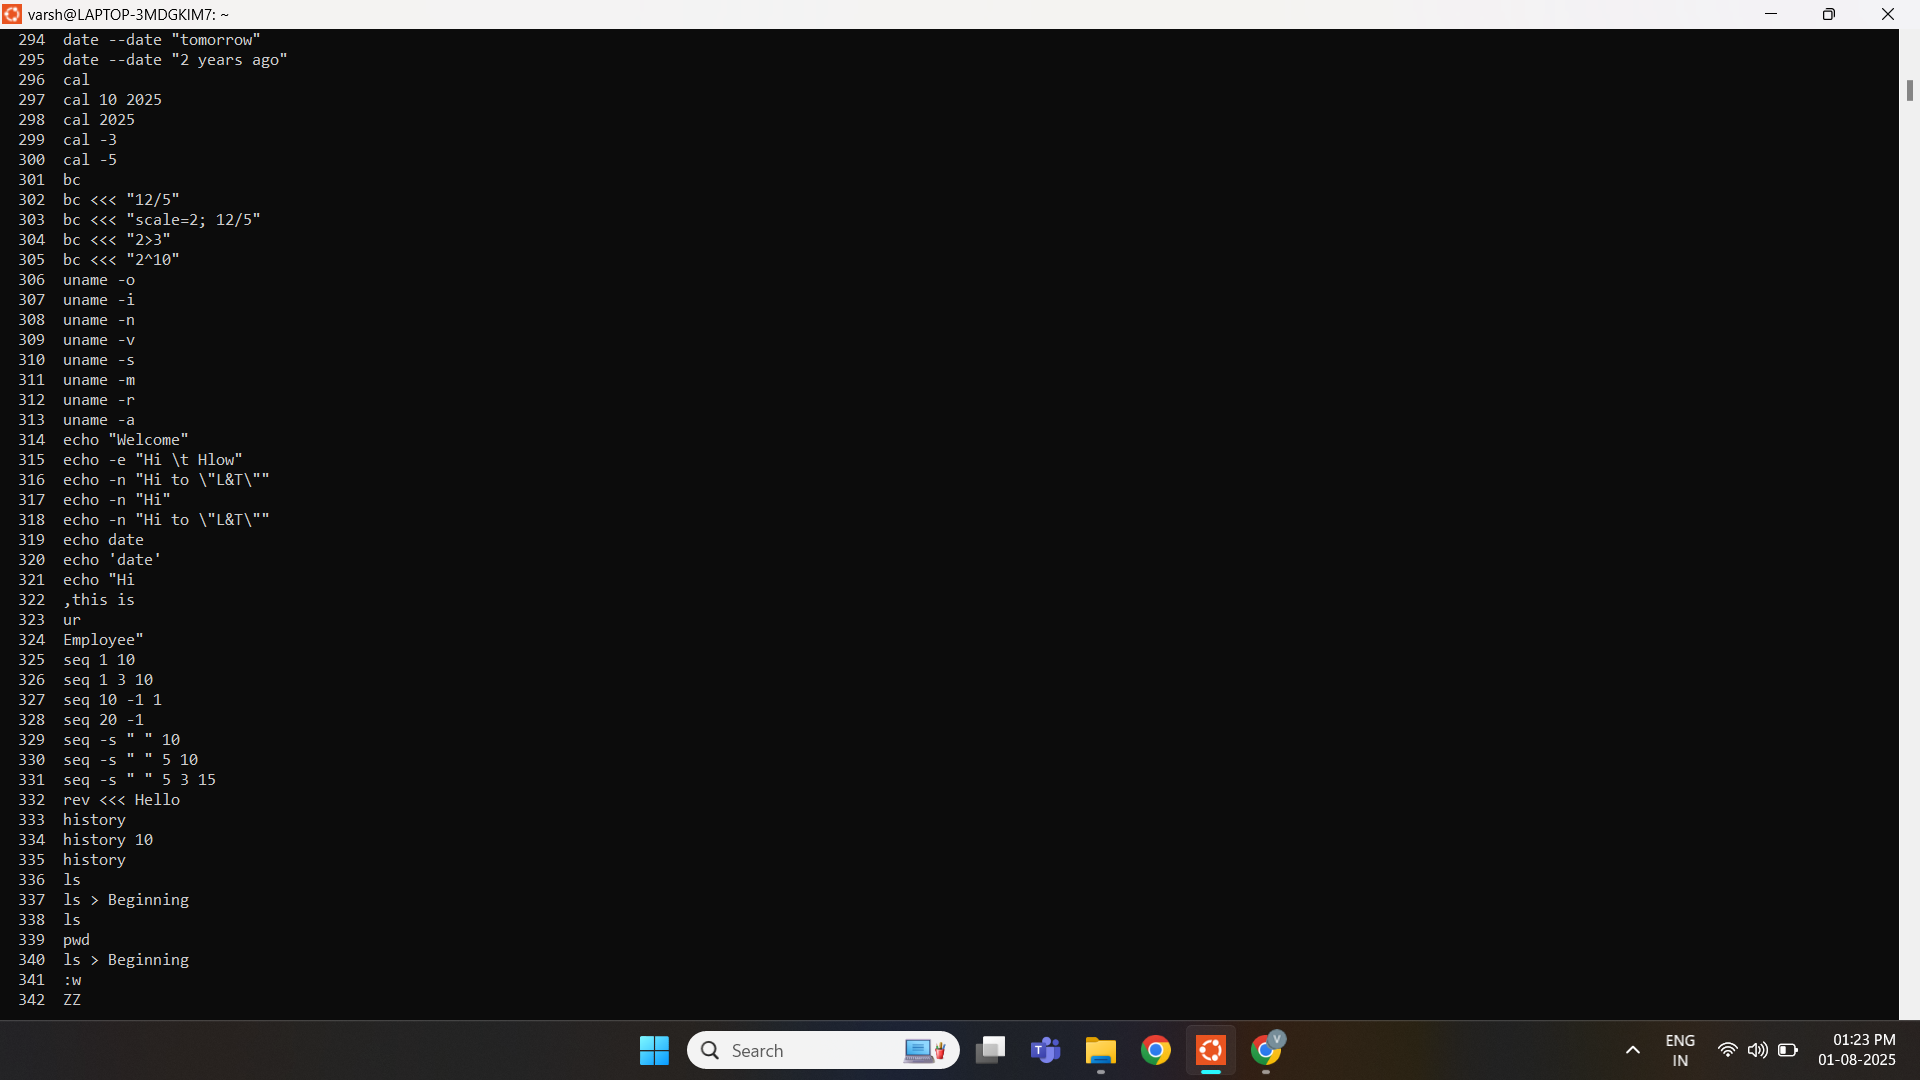 varsh@LAPTOP-3MDGKIM7: ~
294 date --date "tomorrow"
295 date --date "2 years ago"
296 cal
297 cal 10 2025
298 cal 2025
299 cal -3
300 cal -5
301 bc
302 bc <<< "12/5"
303 bc <<< "scale=2; 12/5"
304 bc <<< "2>3"
305 bc <<< "2^10"
306 uname -o
307 uname -i
308 uname -n
309 uname -v
310 uname -s
311 uname -m
312 uname -r
313 uname -a
314 echo "Welcome"
315 echo -e "Hi \t Hlow"
316 echo -n "Hi to \"L&T\""
317 echo -n "Hi"
318 echo -n "Hi to \"L&T\""
319 echo date
320 echo 'date'
321 echo "Hi
322 ,this is
323 ur
324 Employee"
325 seq 1 10
326 seq 1 3 10
327 seq 10 -1 1
328 seq 20 -1
329 seq -s " " 10
330 seq -s " " 5 10
331 seq -s " " 5 3 15
332 rev <<< Hello
333 history
334 history 10
335 history
336 ls
337 ls > Beginning
338 ls
339 pwd
340 ls > Beginning
341 :w
342 ZZ
Search
T
V
ENG
IN
01:23 PM
01-08-2025